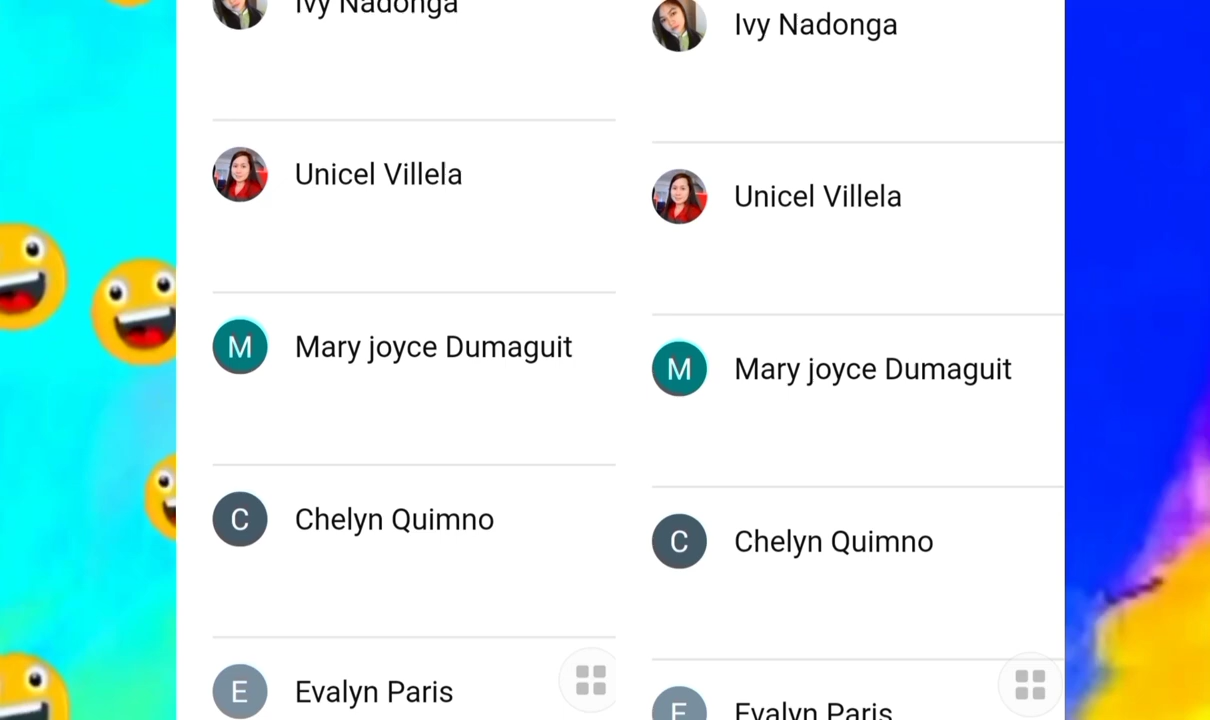 Ivy Nadonga
Unicel Villela
M Mary joyce Dumaguit
C Chelyn Quimno
E Evalyn Paris
Ivy Nadonga
Unicel Villela
M Mary joyce Dumaguit
C Chelyn Quimno
E Evalyn Paris